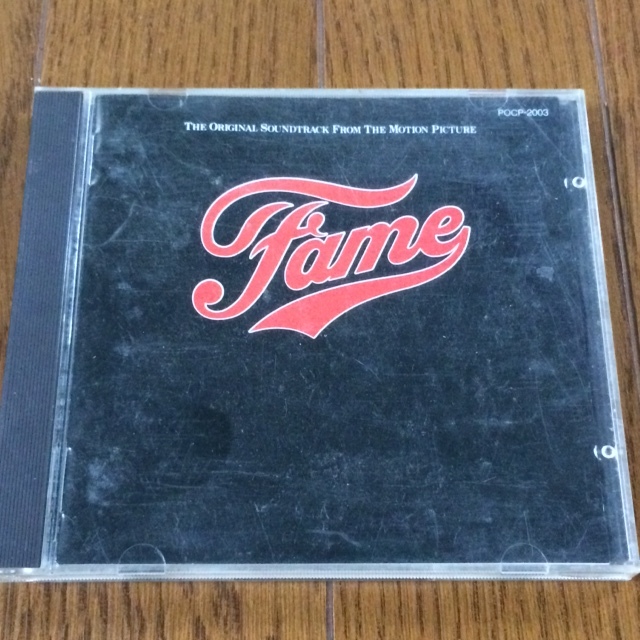 POCP-2003
THE ORIGINAL SOUNDTRACK FROM THE MOTION PICTURE
Fame